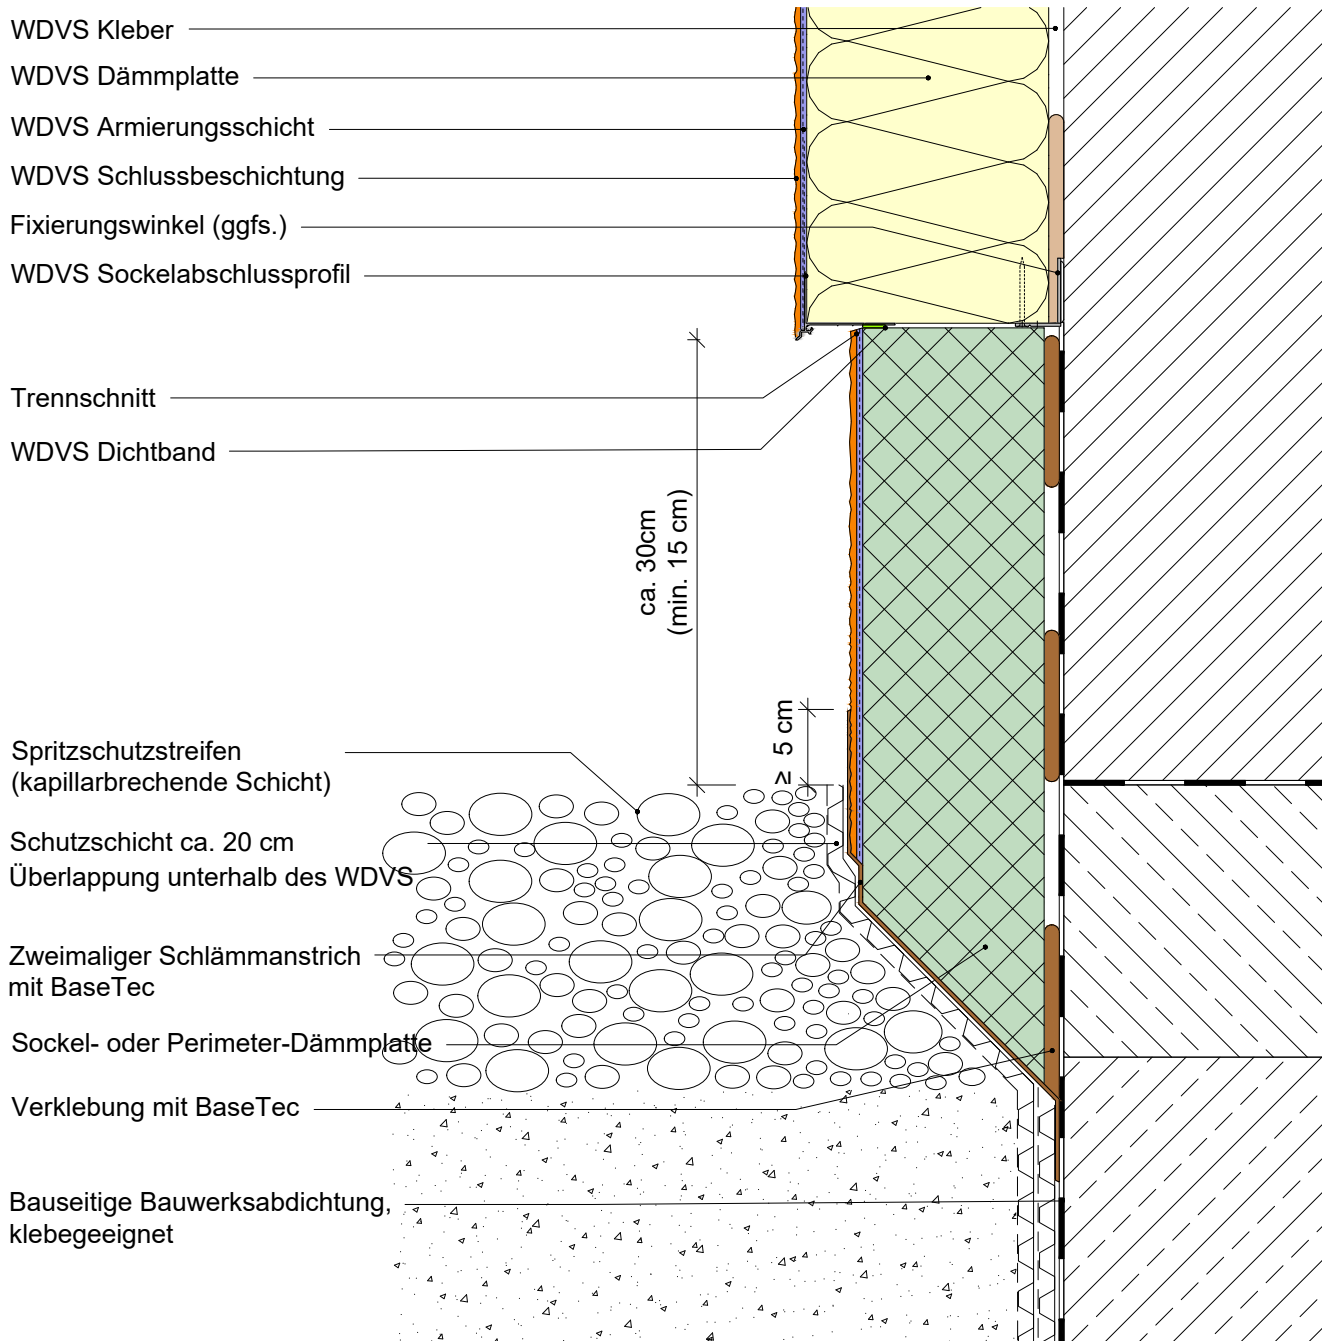 WDVS Kleber
WDVS Dämmplatte
WDVS Armierungsschicht
WDVS Schlussbeschichtung
Fixierungswinkel (ggfs.)
WDVS Sockelabschlussprofil
Trennschnitt
WDVS Dichtband
ca. 30cm
(min. 15 cm)
≥ 5 cm
Spritzschutzstreifen
(kapillarbrechende Schicht)
Schutzschicht ca. 20 cm
Überlappung unterhalb des WDVS
Zweimaliger Schlämmanstrich
mit BaseTec
Sockel- oder Perimeter-Dämmplatte
Verklebung mit BaseTec
Bauseitige Bauwerksabdichtung,
klebegeeignet